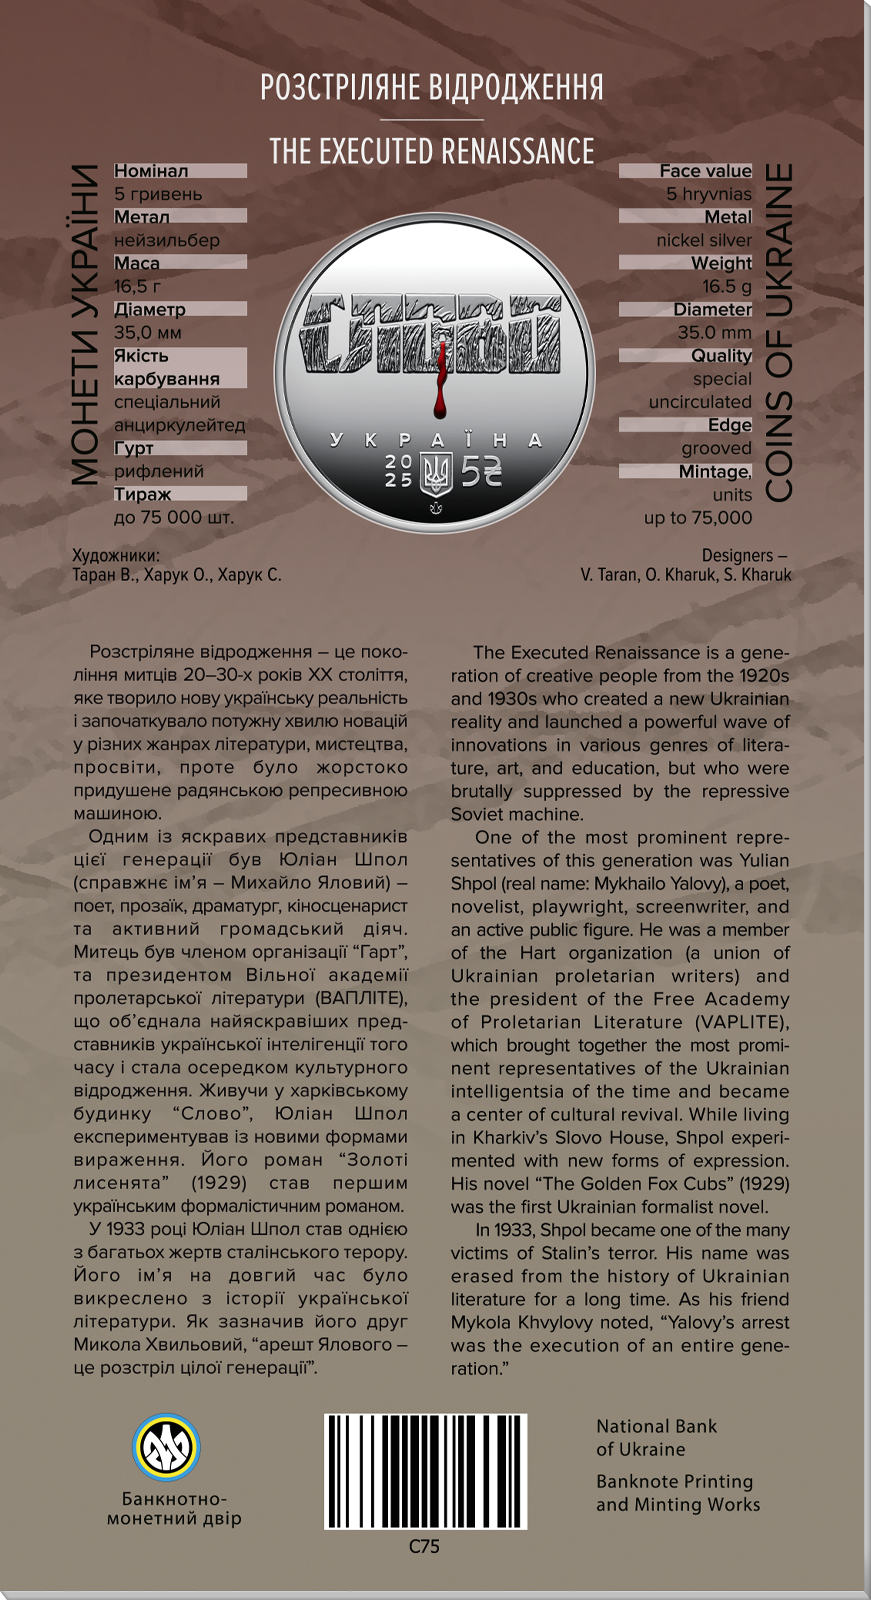 РОЗСТРІЛЯНЕ ВІДРОДЖЕННЯ
THE EXECUTED RENAISSANCE
МОНЕТИ УКРАЇНИ
Номінал
5 гривень
Метал
нейзильбер
Маса
16,5 г
Діаметр
35,0 мм
Якість
карбування
спеціальний
анциркулейтед
Гурт
рифлений
Тираж
до 75 000 шт.
Художники:
Таран В., Харук О., Харук С.
СЛОВО
УКРАЇНА
20
25
5₴
Face value
5 hryvnias
Metal
nickel silver
Weight
16.5 g
Diameter
35.0 mm
Quality
special
uncirculated
Edge
grooved
Mintage,
units
up to 75,000
COINS OF UKRAINE
Designers –
V. Taran, O. Kharuk, S. Kharuk
Розстріляне відродження – це поко-
ління митців 20–30-х років ХХ століття,
яке творило нову українську реальність
і започаткувало потужну хвилю новацій
у різних жанрах літератури, мистецтва,
просвіти, проте було жорстоко
придушене радянською репресивною
машиною.
Одним із яскравих представників
цієї генерації був Юліан Шпол
(справжнє ім’я – Михайло Яловий) –
поет, прозаїк, драматург, кіносценарист
та активний громадський діяч.
Митець був членом організації “Гарт”,
та президентом Вільної академії
пролетарської літератури (ВАПЛІТЕ),
що об’єднала найяскравіших пред-
ставників української інтелігенції того
часу і стала осередком культурного
відродження. Живучи у харківському
будинку “Слово”, Юліан Шпол
експериментував із новими формами
вираження. Його роман “Золоті
лисенята” (1929) став першим
українським формалістичним романом.
У 1933 році Юліан Шпол став однією
з багатьох жертв сталінського терору.
Його ім’я на довгий час було
викреслено з історії української
літератури. Як зазначив його друг
Микола Хвильовий, “арешт Ялового –
це розстріл цілої генерації”.
The Executed Renaissance is a gene-
ration of creative people from the 1920s
and 1930s who created a new Ukrainian
reality and launched a powerful wave of
innovations in various genres of litera-
ture, art, and education, but who were
brutally suppressed by the repressive
Soviet machine.
One of the most prominent repre-
sentatives of this generation was Yulian
Shpol (real name: Mykhailo Yalovy), a poet,
novelist, playwright, screenwriter, and
an active public figure. He was a member
of the Hart organization (a union of
Ukrainian proletarian writers) and
the president of the Free Academy
of Proletarian Literature (VAPLITE),
which brought together the most promi-
nent representatives of the Ukrainian
intelligentsia of the time and became
a center of cultural revival. While living
in Kharkiv’s Slovo House, Shpol experi-
mented with new forms of expression.
His novel “The Golden Fox Cubs” (1929)
was the first Ukrainian formalist novel.
In 1933, Shpol became one of the many
victims of Stalin’s terror. His name was
erased from the history of Ukrainian
literature for a long time. As his friend
Mykola Khvylovy noted, “Yalovy’s arrest
was the execution of an entire gene-
ration.”
Банкнотно-
монетний двір
C75
National Bank
of Ukraine
Banknote Printing
and Minting Works